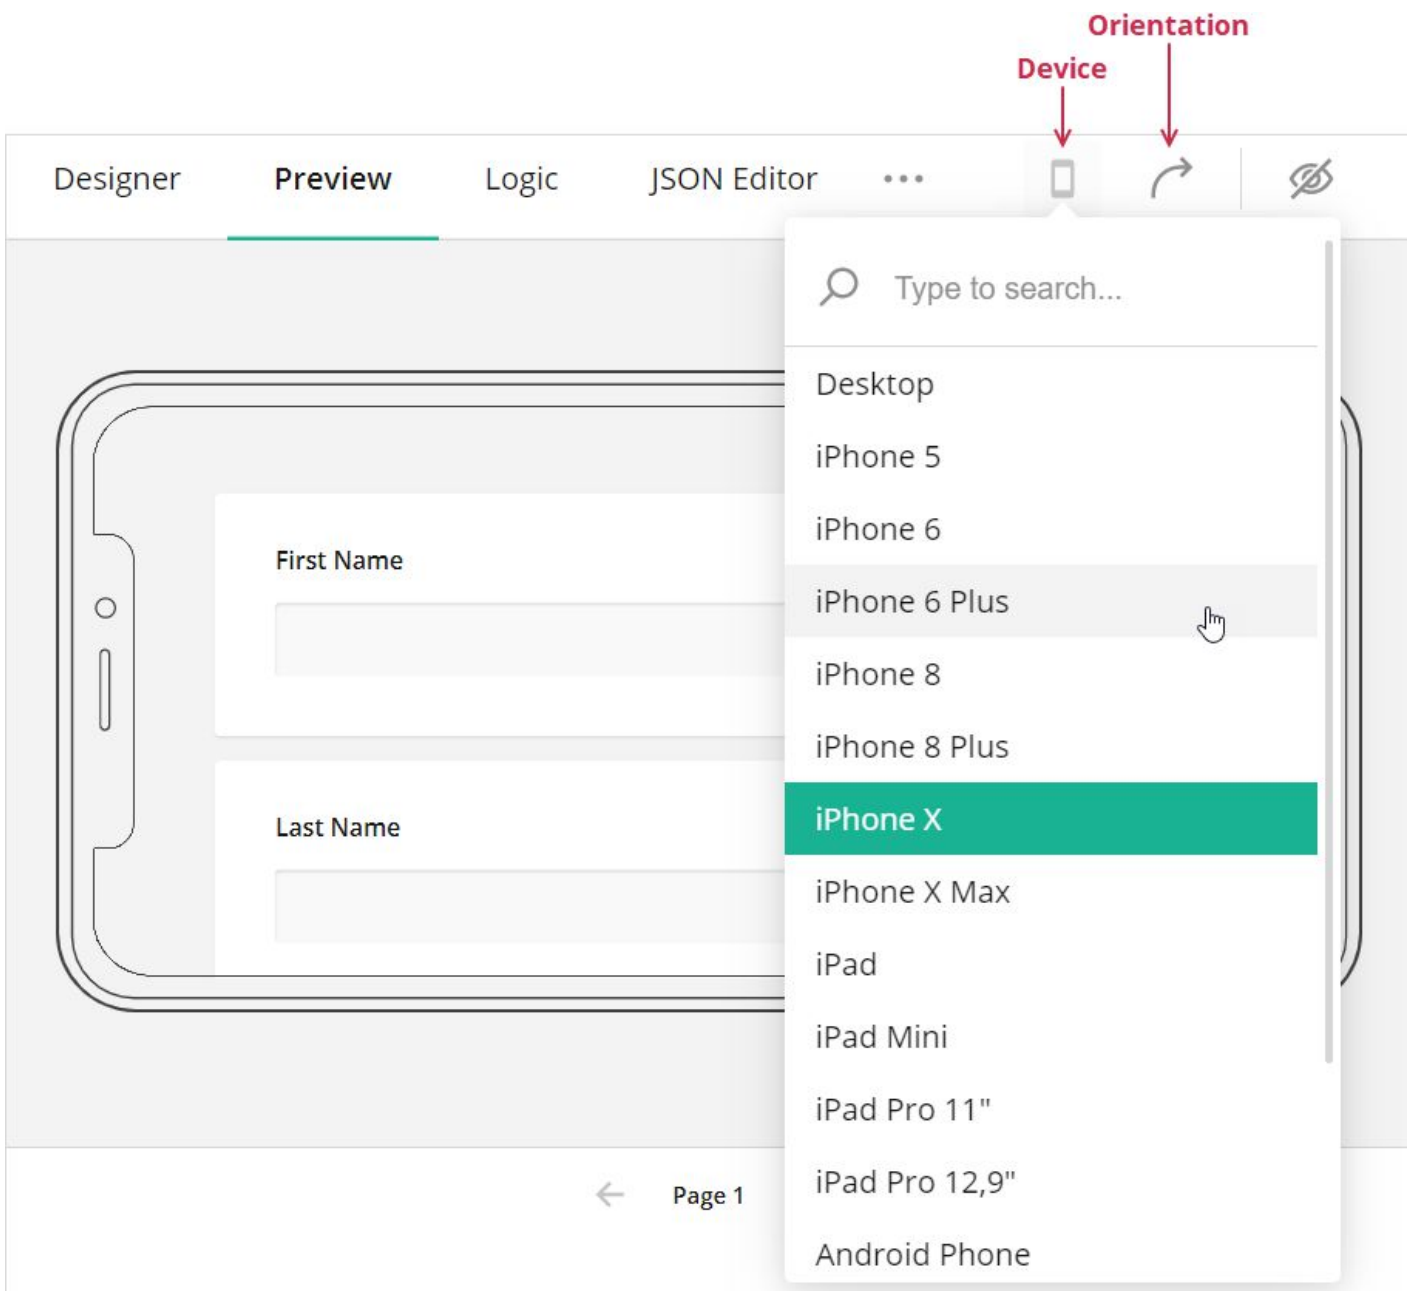 Orientation
Device
Designer Preview Logic JSON Editor
Type to search...
Desktop
iPhone 5
iPhone 6
iPhone 6 Plus
iPhone 8
iPhone 8 Plus
iPhone X
iPhone X Max
iPad
iPad Mini
iPad Pro 11"
iPad Pro 12,9"
Android Phone
First Name
Last Name
Page 1